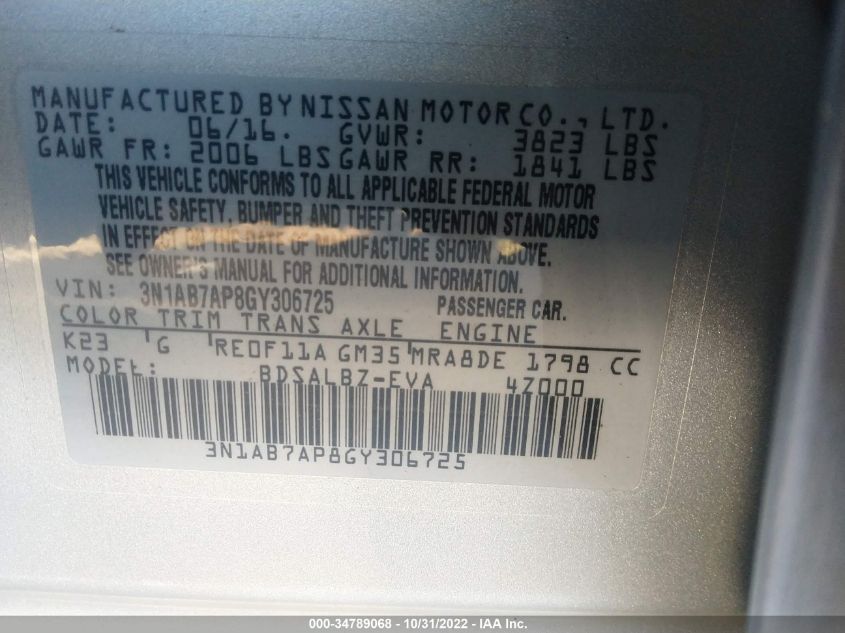 MANUFACTURED BY NISSAN MOTOR CO., LTD.
DATE: 06/16. GVWR: 3823 LBS
GAWR FR: 2006 LBS GAWR RR: 1841 LBS
THIS VEHICLE CONFORMS TO ALL APPLICABLE FEDERAL MOTOR
VEHICLE SAFETY, BUMPER AND THEFT PREVENTION STANDARDS
IN EFFECT ON THE DATE OF MANUFACTURE SHOWN ABOVE.
SEE OWNER'S MANUAL FOR ADDITIONAL INFORMATION.
VIN: 3N1AB7AP8GY306725 PASSENGER CAR.
COLOR TRIM TRANS AXLE ENGINE
K23 G RE0F11A GM35 MRA8DE 1798 CC
MODEL: BDSALBZ-EVA 4Z000
3N1AB7AP8GY306725
000-34789068 - 10/31/2022 - IAA Inc.